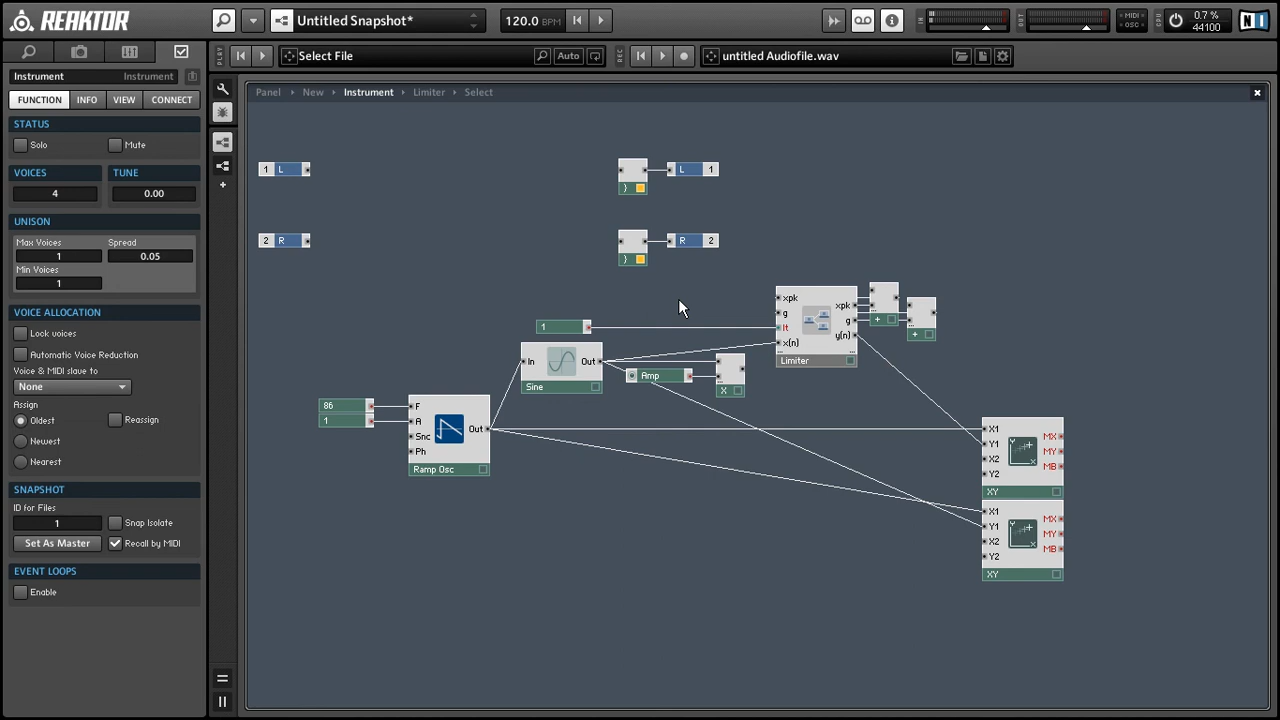 REAKTOR
Untitled Snapshot*
120.0 BPM
MIDI
OSC
OUT
CPU
0.7 %
44100
NI
PLAY
Select File
Auto
REC
untitled Audiofile.wav
Instrument Instrument
FUNCTION INFO VIEW CONNECT
STATUS
Solo Mute
VOICES TUNE
4 0.00
UNISON
Max Voices Spread
1 0.05
Min Voices
1
VOICE ALLOCATION
Lock voices
Automatic Voice Reduction
Voice & MIDI slave to
None
Assign
Oldest Reassign
Newest
Nearest
SNAPSHOT
ID for Files
1 Snap Isolate
Set As Master Recall by MIDI
EVENT LOOPS
Enable
Panel New Instrument Limiter Select
1 L
} L 1
2 R
} R 2
xpk
g
lt
x(n)
...
xpk
g
y(n)
...
Limiter
+
+
1
In Out
Sine
Amp
X
86
1
F
A
Snc
Ph
Out
Ramp Osc
X1
Y1
X2
Y2
MX
MY
MB
XY
X1
Y1
X2
Y2
MX
MY
MB
XY